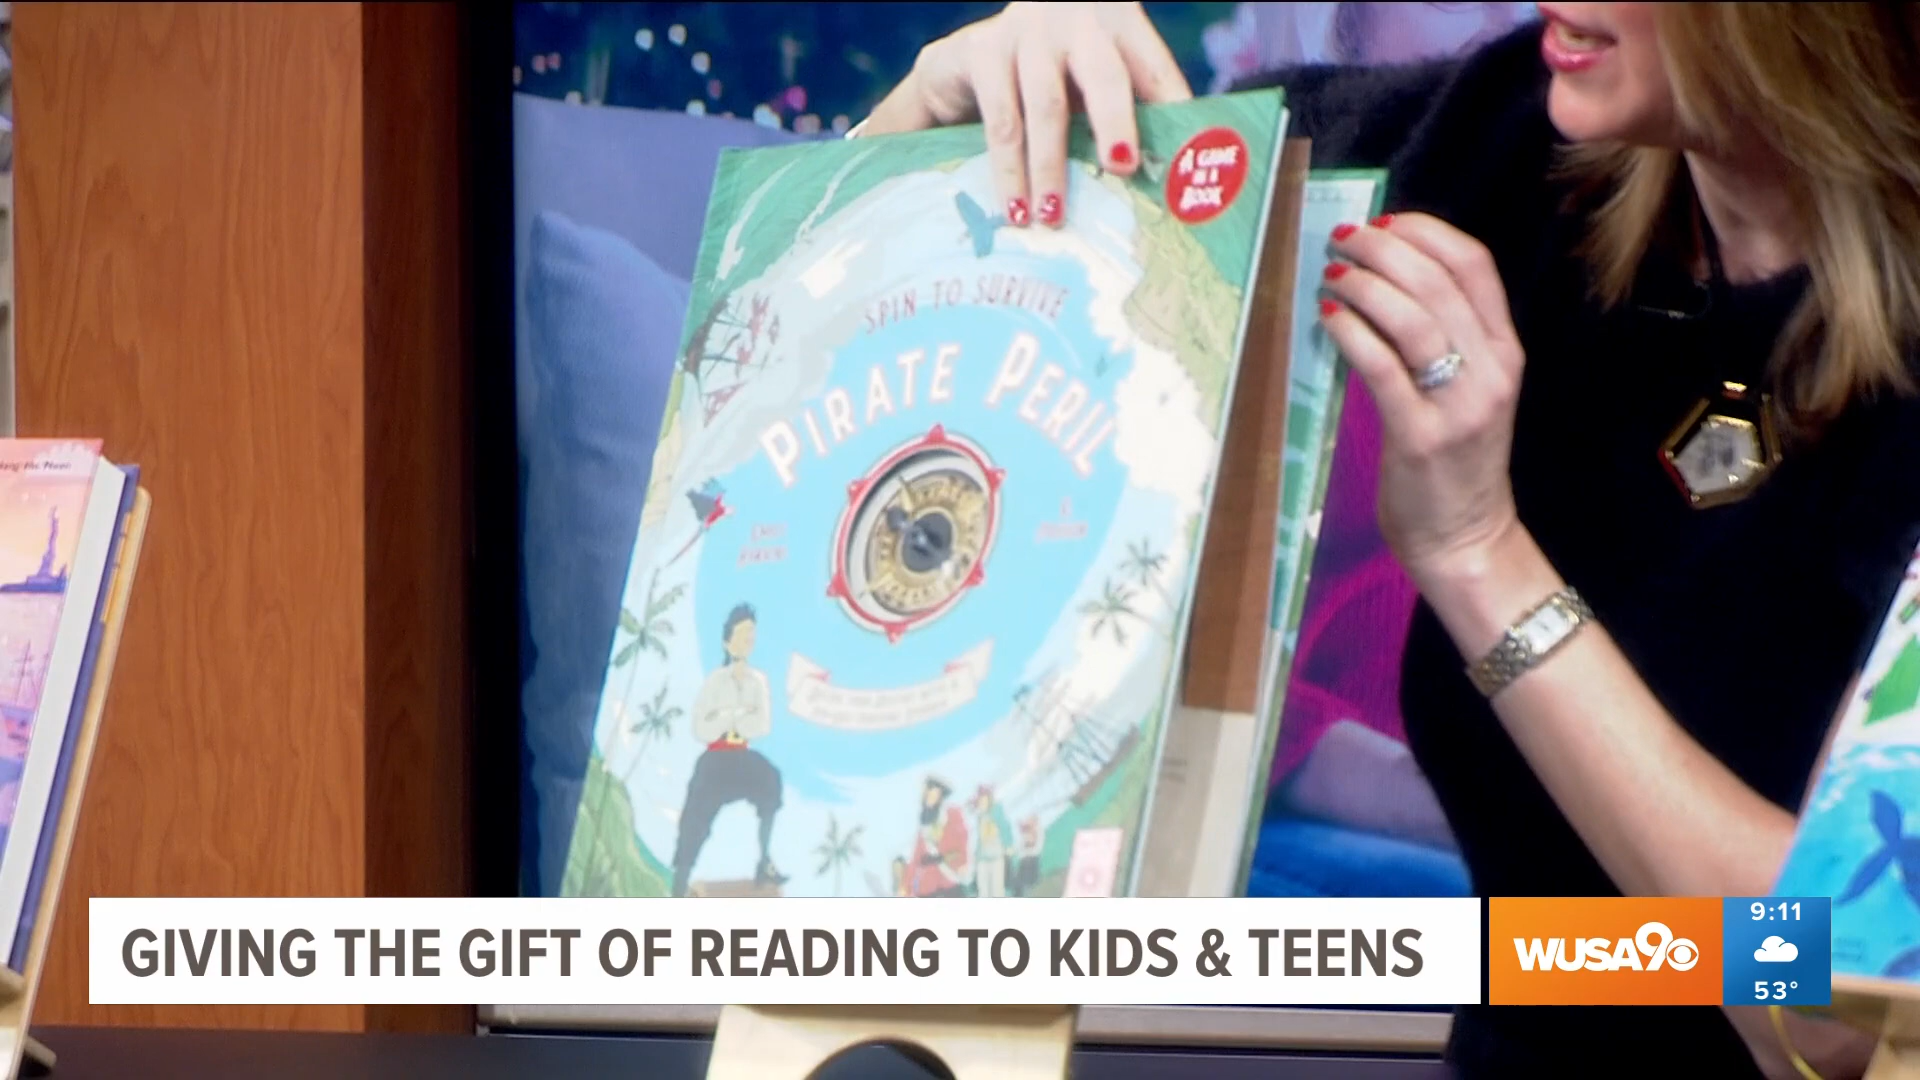 A GAME
IN A
BOOK
SPIN TO SURVIVE
PIRATE PERIL
GIVING THE GIFT OF READING TO KIDS & TEENS
WUSA9
9:11
53°